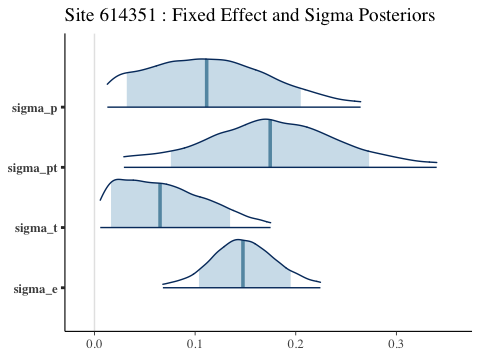 Site 614351 : Fixed Effect and Sigma Posteriors
sigma_p
sigma_pt
sigma_t
sigma_e
0.0 0.1 0.2 0.3